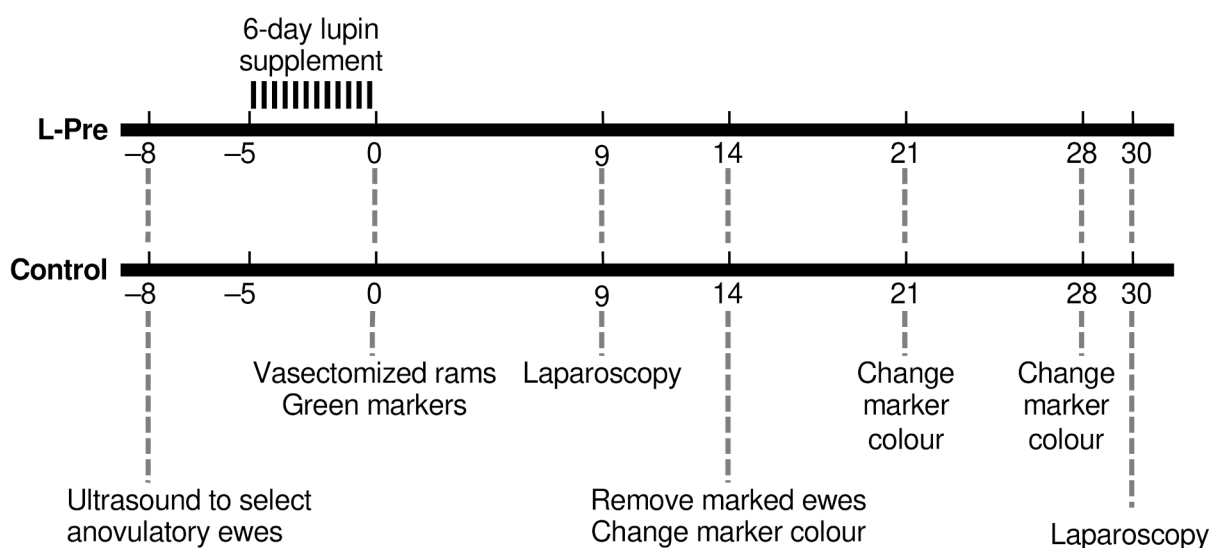 6-day lupin
supplement
L-Pre
–8 –5 0 9 14 21 28 30
Control
–8 –5 0 9 14 21 28 30
Vasectomized rams
Green markers
Laparoscopy
Change
marker
colour
Change
marker
colour
Ultrasound to select
anovulatory ewes
Remove marked ewes
Change marker colour
Laparoscopy